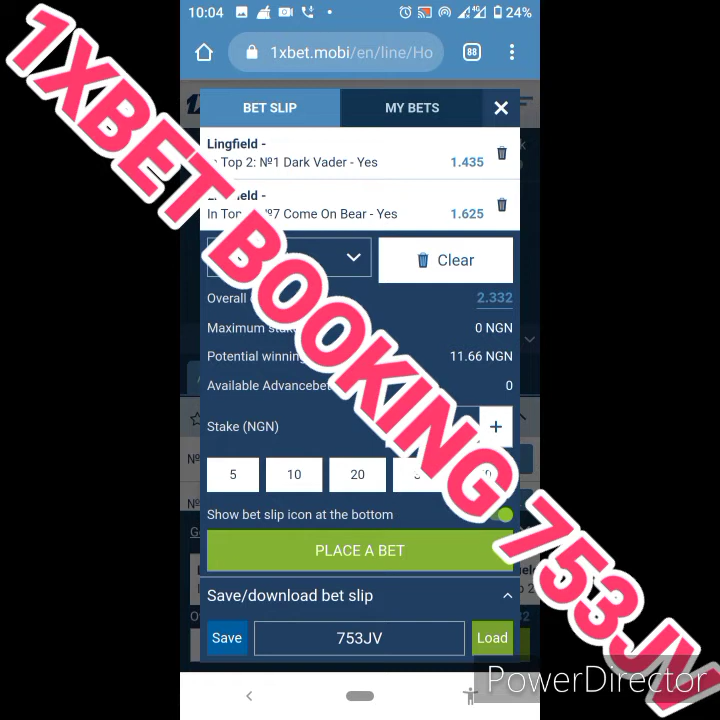 10:04
4G
24%
1xbet.mobi/en/line/Ho
88
BET SLIP
MY BETS
Lingfield -
In Top 2: №1 Dark Vader - Yes
1.435
1.625
№7 Come On Bear - Yes
Clear
Overall
2.332
Maximum
0 NGN
Potential
11.66 NGN
Available Advancebet
0
Stake (NGN)
+
5
10
20
Show bet slip icon at the bottom
PLACE A BET
Save/download bet slip
Save
753JV
Load
1XBET BOOKING 753JV
PowerDirector